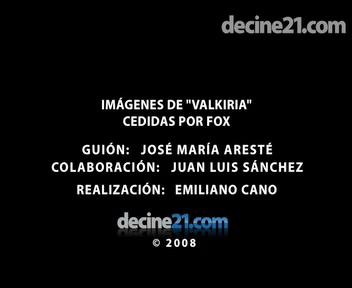 decine21.com
IMÁGENES DE "VALKIRIA"
CEDIDAS POR FOX
GUIÓN: JOSÉ MARÍA ARESTÉ
COLABORACIÓN: JUAN LUIS SÁNCHEZ
REALIZACIÓN: EMILIANO CANO
decine21.com
© 2008